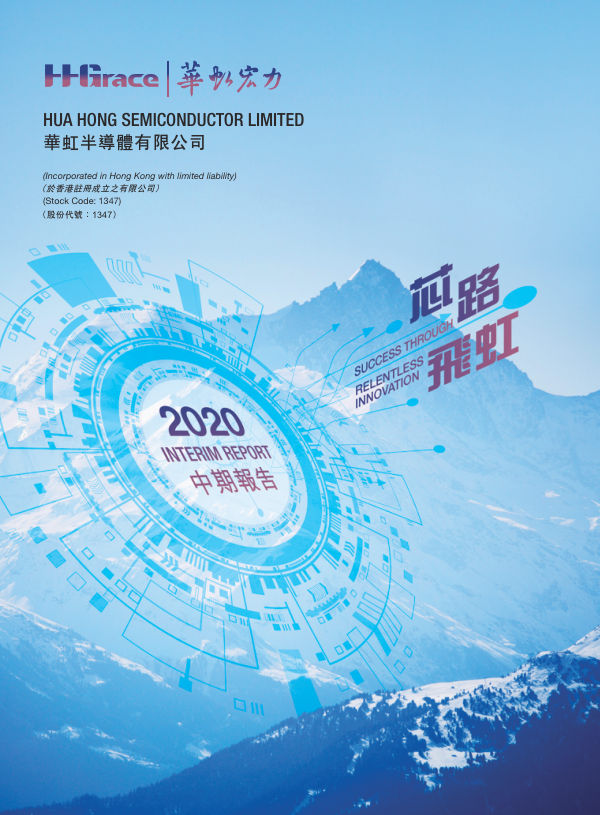 HHGrace 華虹宏力
HUA HONG SEMICONDUCTOR LIMITED
華虹半導體有限公司
(Incorporated in Hong Kong with limited liability)
（於香港註冊成立之有限公司）
(Stock Code: 1347)
（股份代號：1347）
芯路
SUCCESS THROUGH
飛虹
RELENTLESS
INNOVATION
2020
INTERIM REPORT
中期報告